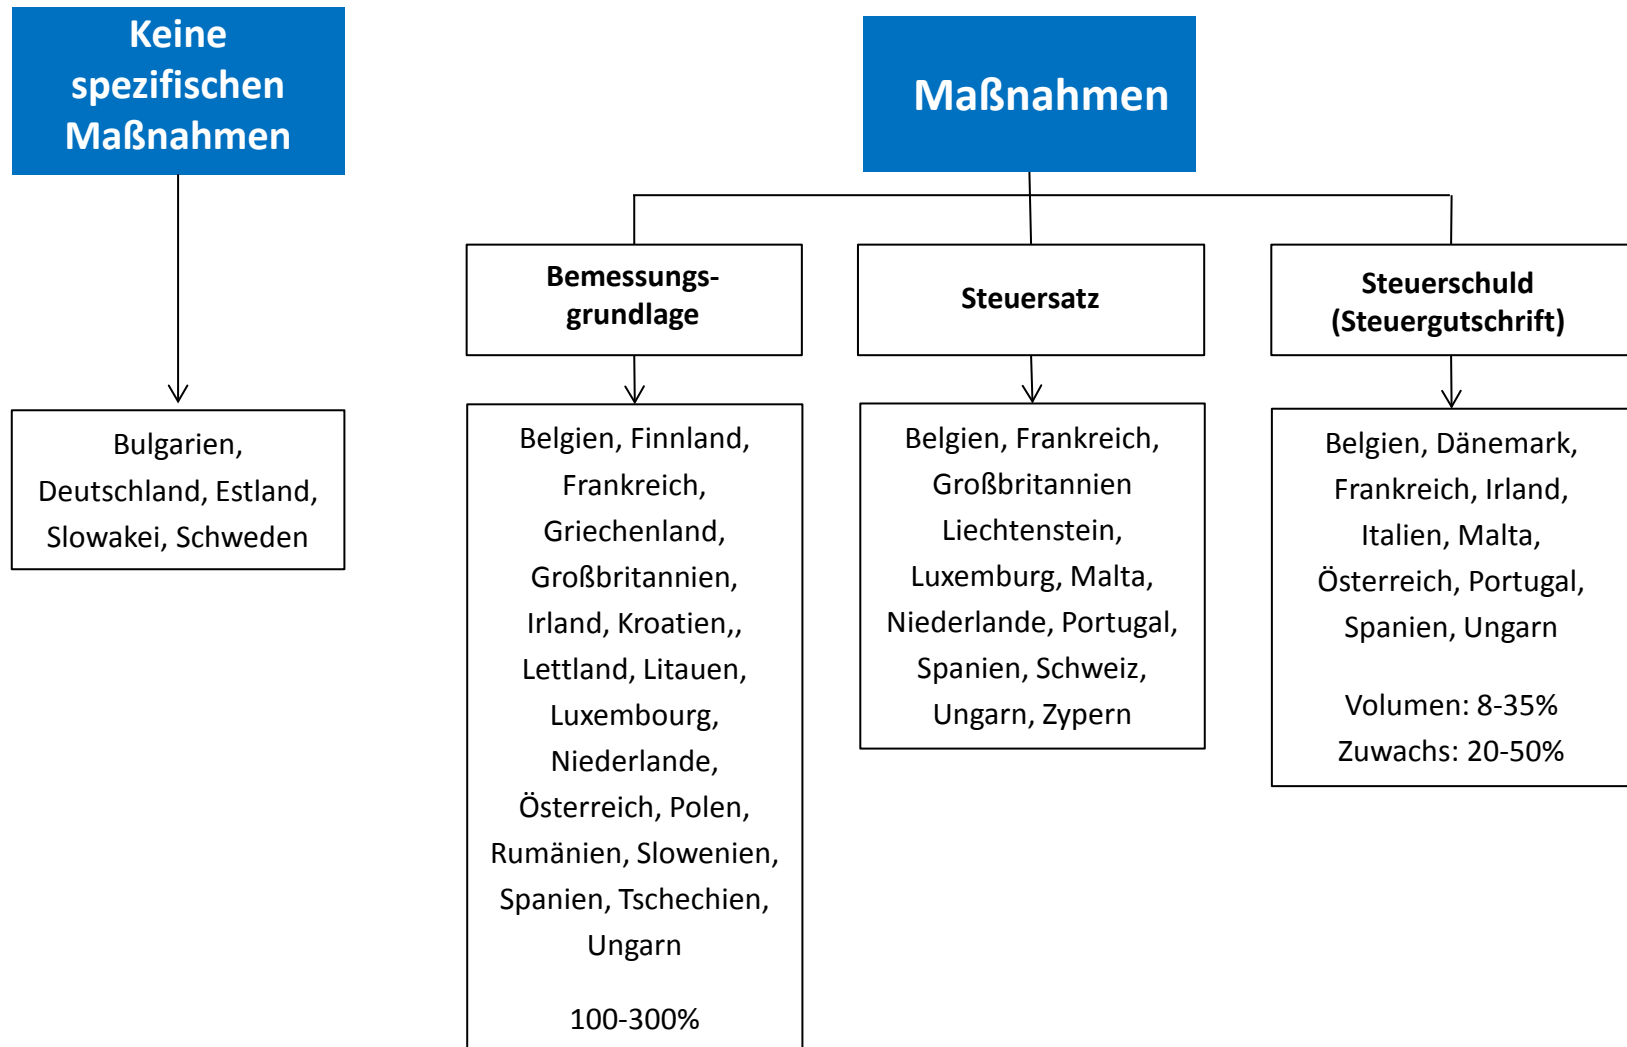 Keine
spezifischen
Maßnahmen
Bulgarien,
Deutschland, Estland,
Slowakei, Schweden
Maßnahmen
Bemessungs-
grundlage
Belgien, Finnland,
Frankreich,
Griechenland,
Großbritannien,
Irland, Kroatien,,
Lettland, Litauen,
Luxembourg,
Niederlande,
Österreich, Polen,
Rumänien, Slowenien,
Spanien, Tschechien,
Ungarn
100-300%
Steuersatz
Belgien, Frankreich,
Großbritannien
Liechtenstein,
Luxemburg, Malta,
Niederlande, Portugal,
Spanien, Schweiz,
Ungarn, Zypern
Steuerschuld
(Steuergutschrift)
Belgien, Dänemark,
Frankreich, Irland,
Italien, Malta,
Österreich, Portugal,
Spanien, Ungarn
Volumen: 8-35%
Zuwachs: 20-50%